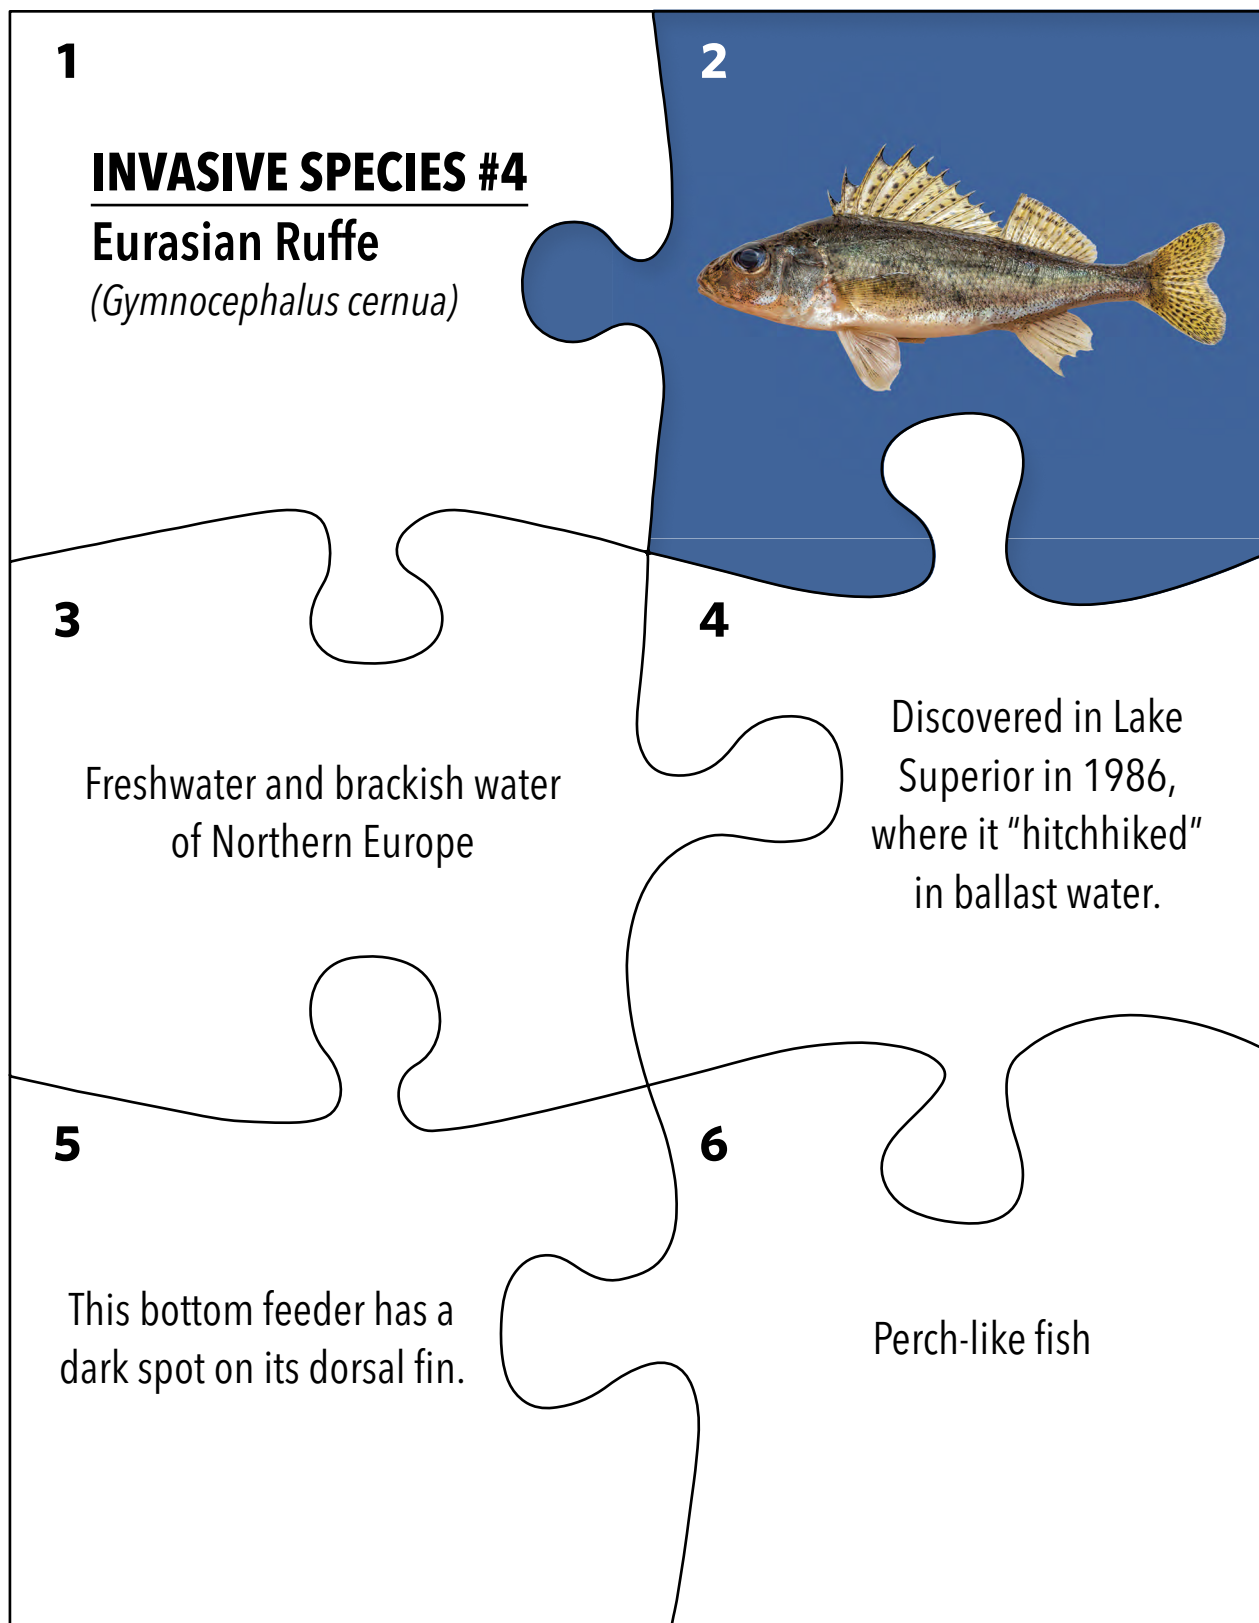 1
INVASIVE SPECIES #4
Eurasian Ruffe
(Gymnocephalus cernua)
2
3
Freshwater and brackish water
of Northern Europe
4
Discovered in Lake
Superior in 1986,
where it “hitchhiked”
in ballast water.
5
This bottom feeder has a
dark spot on its dorsal fin.
6
Perch-like fish